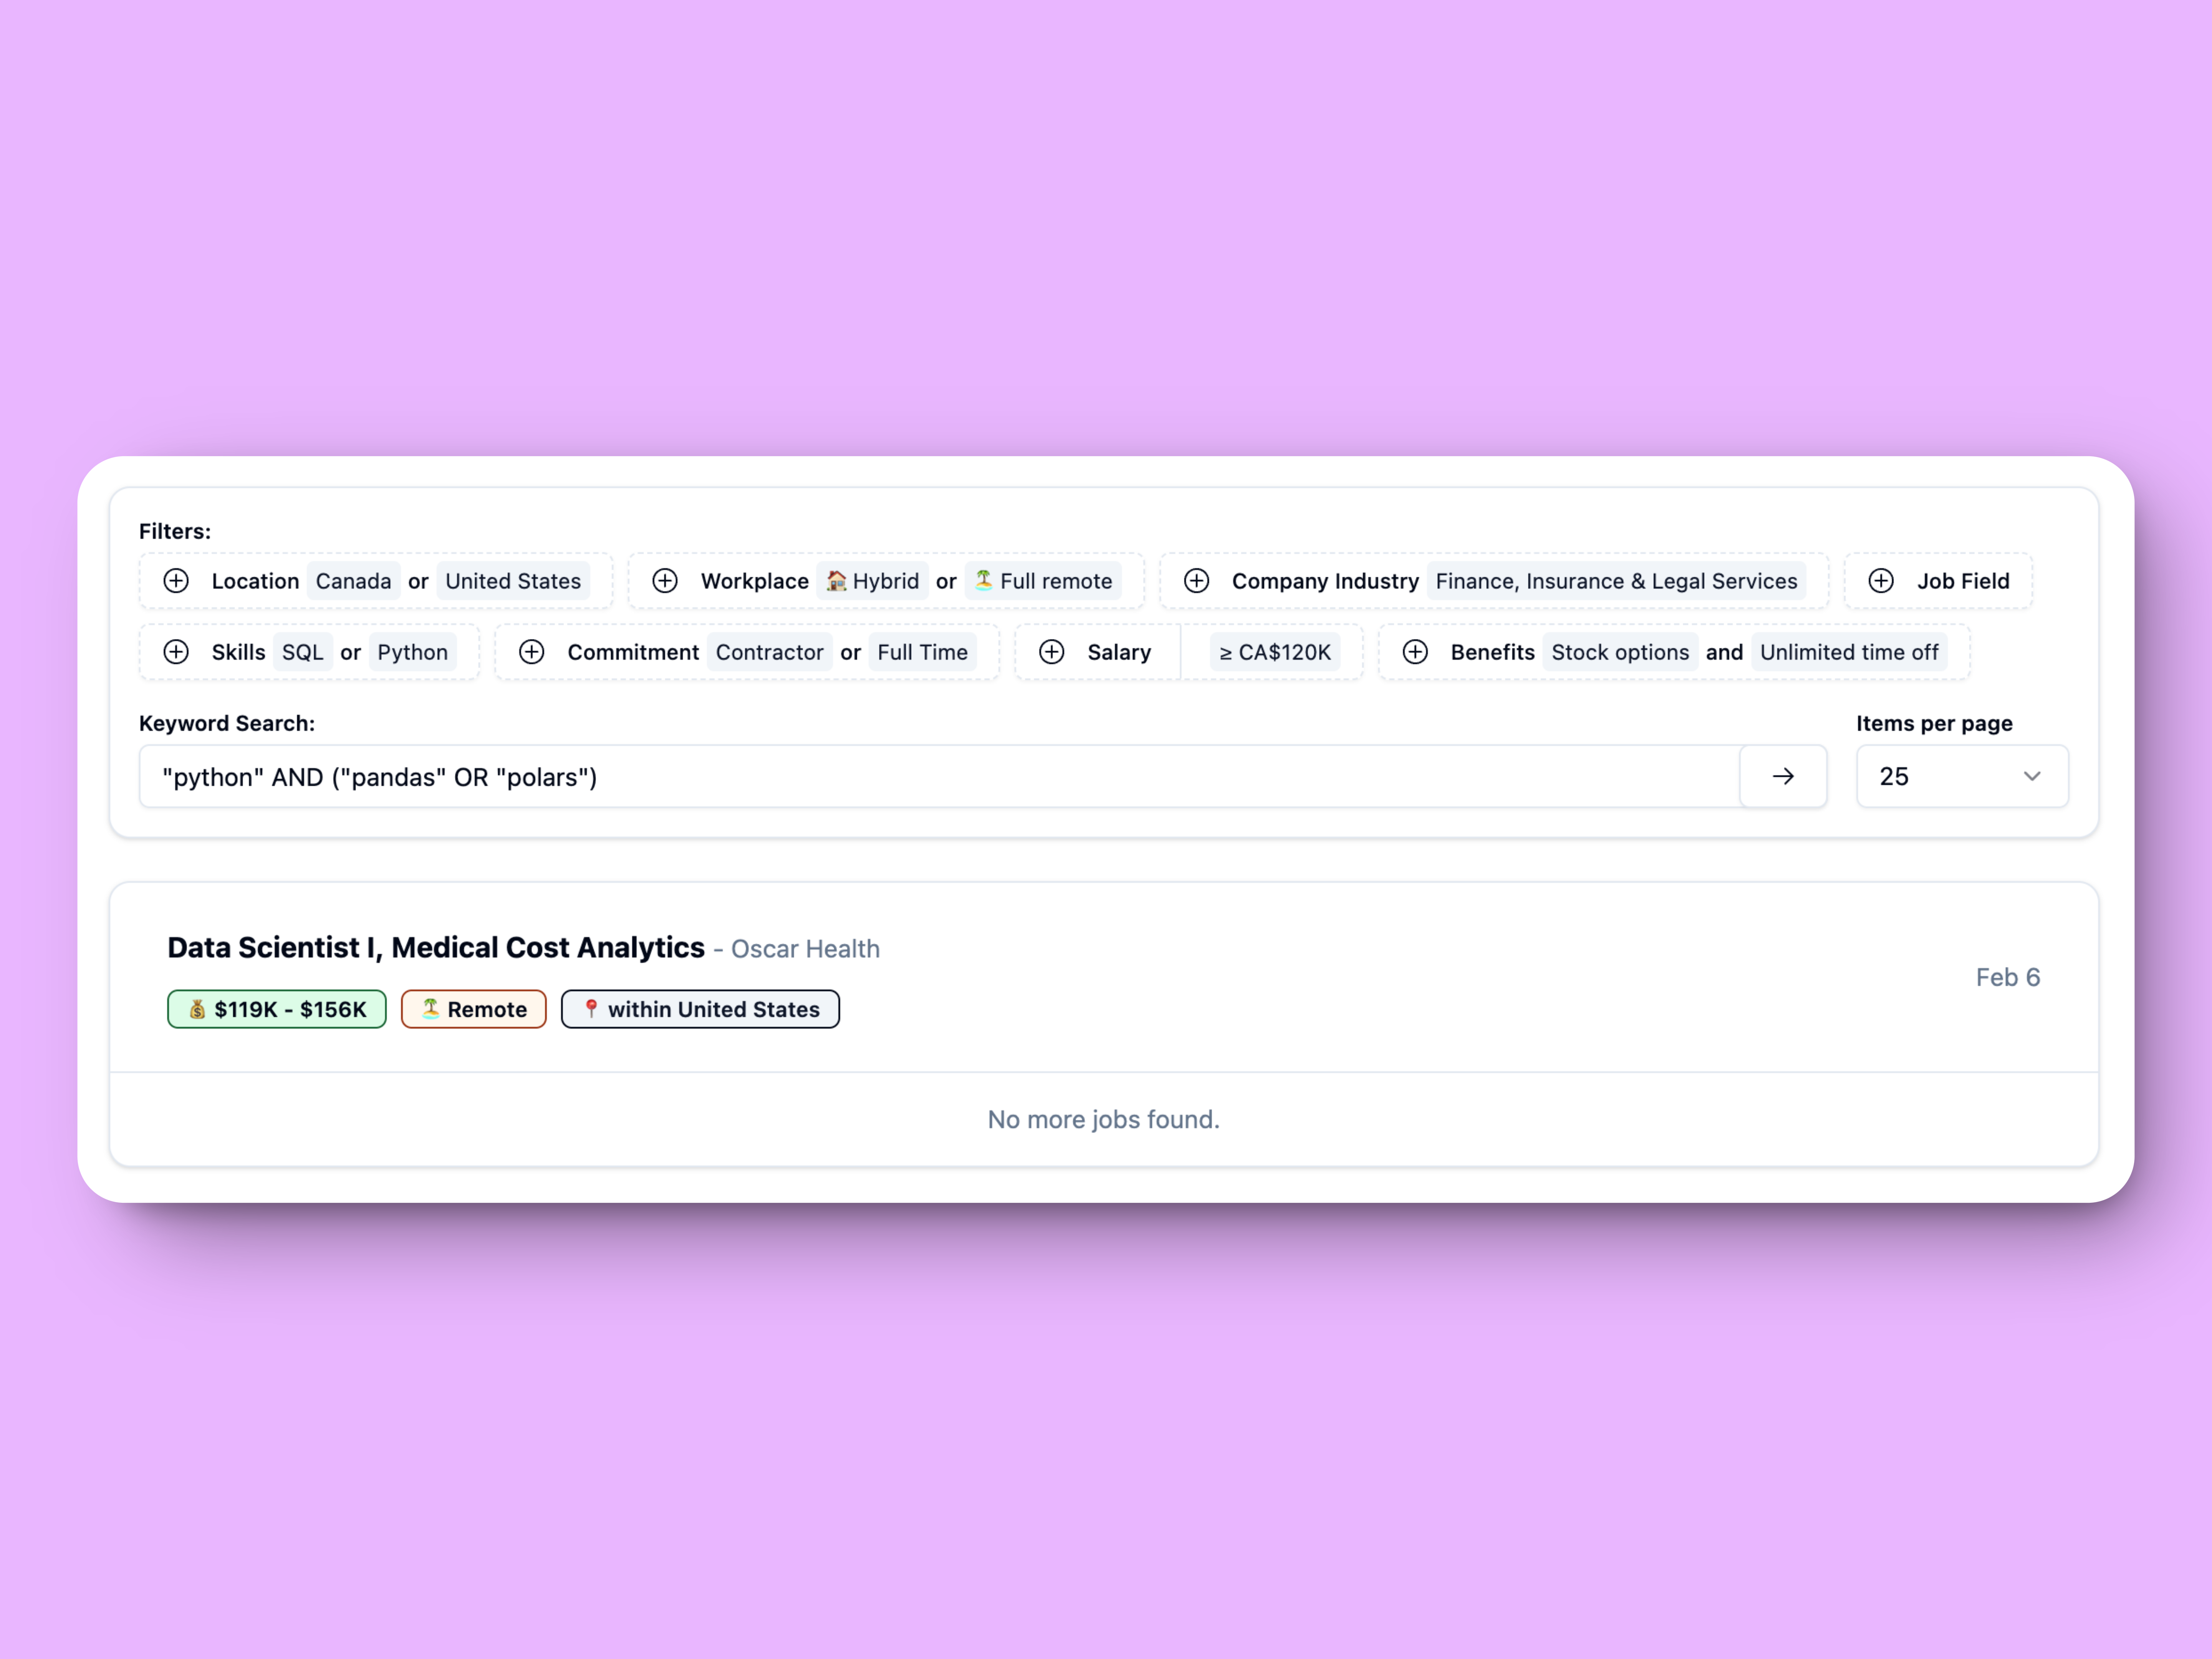 Filters:
Location Canada or United States Workplace 🏠 Hybrid or 🏝️ Full remote Company Industry Finance, Insurance & Legal Services Job Field
Skills SQL or Python Commitment Contractor or Full Time Salary ≥ CA$120K Benefits Stock options and Unlimited time off
Keyword Search: Items per page
"python" AND ("pandas" OR "polars") → 25
Data Scientist I, Medical Cost Analytics - Oscar Health
Feb 6
💰 $119K - $156K 🏝️ Remote 📍 within United States
No more jobs found.